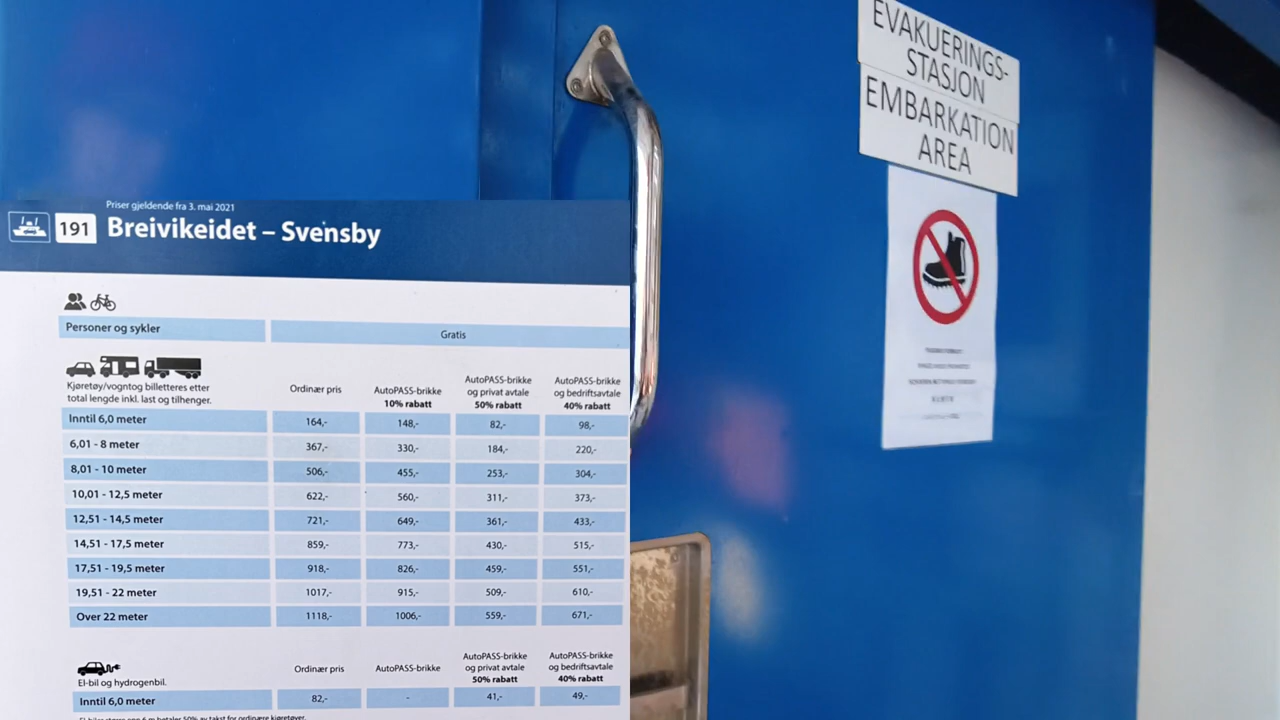 EVAKUERINGS-
STASJON
EMBARKATION
AREA
Priser gjeldende fra 3. mai 2021
191 Breivikeidet – Svensby
Personer og sykler Gratis
Kjøretøy/vogntog billetteres etter
total lengde inkl. last og tilhenger.
Ordinær pris
AutoPASS-brikke
10% rabatt
AutoPASS-brikke
og privat avtale
50% rabatt
AutoPASS-brikke
og bedriftsavtale
40% rabatt
Inntil 6,0 meter 164,- 148,- 82,- 98,-
6,01 - 8 meter 367,- 330,- 184,- 220,-
8,01 - 10 meter 506,- 455,- 253,- 304,-
10,01 - 12,5 meter 622,- 560,- 311,- 373,-
12,51 - 14,5 meter 721,- 649,- 361,- 433,-
14,51 - 17,5 meter 859,- 773,- 430,- 515,-
17,51 - 19,5 meter 918,- 826,- 459,- 551,-
19,51 - 22 meter 1017,- 915,- 509,- 610,-
Over 22 meter 1118,- 1006,- 559,- 671,-
El-bil og hydrogenbil.
Ordinær pris
AutoPASS-brikke
AutoPASS-brikke
og privat avtale
50% rabatt
AutoPASS-brikke
og bedriftsavtale
40% rabatt
Inntil 6,0 meter 82,- - 41,- 49,-